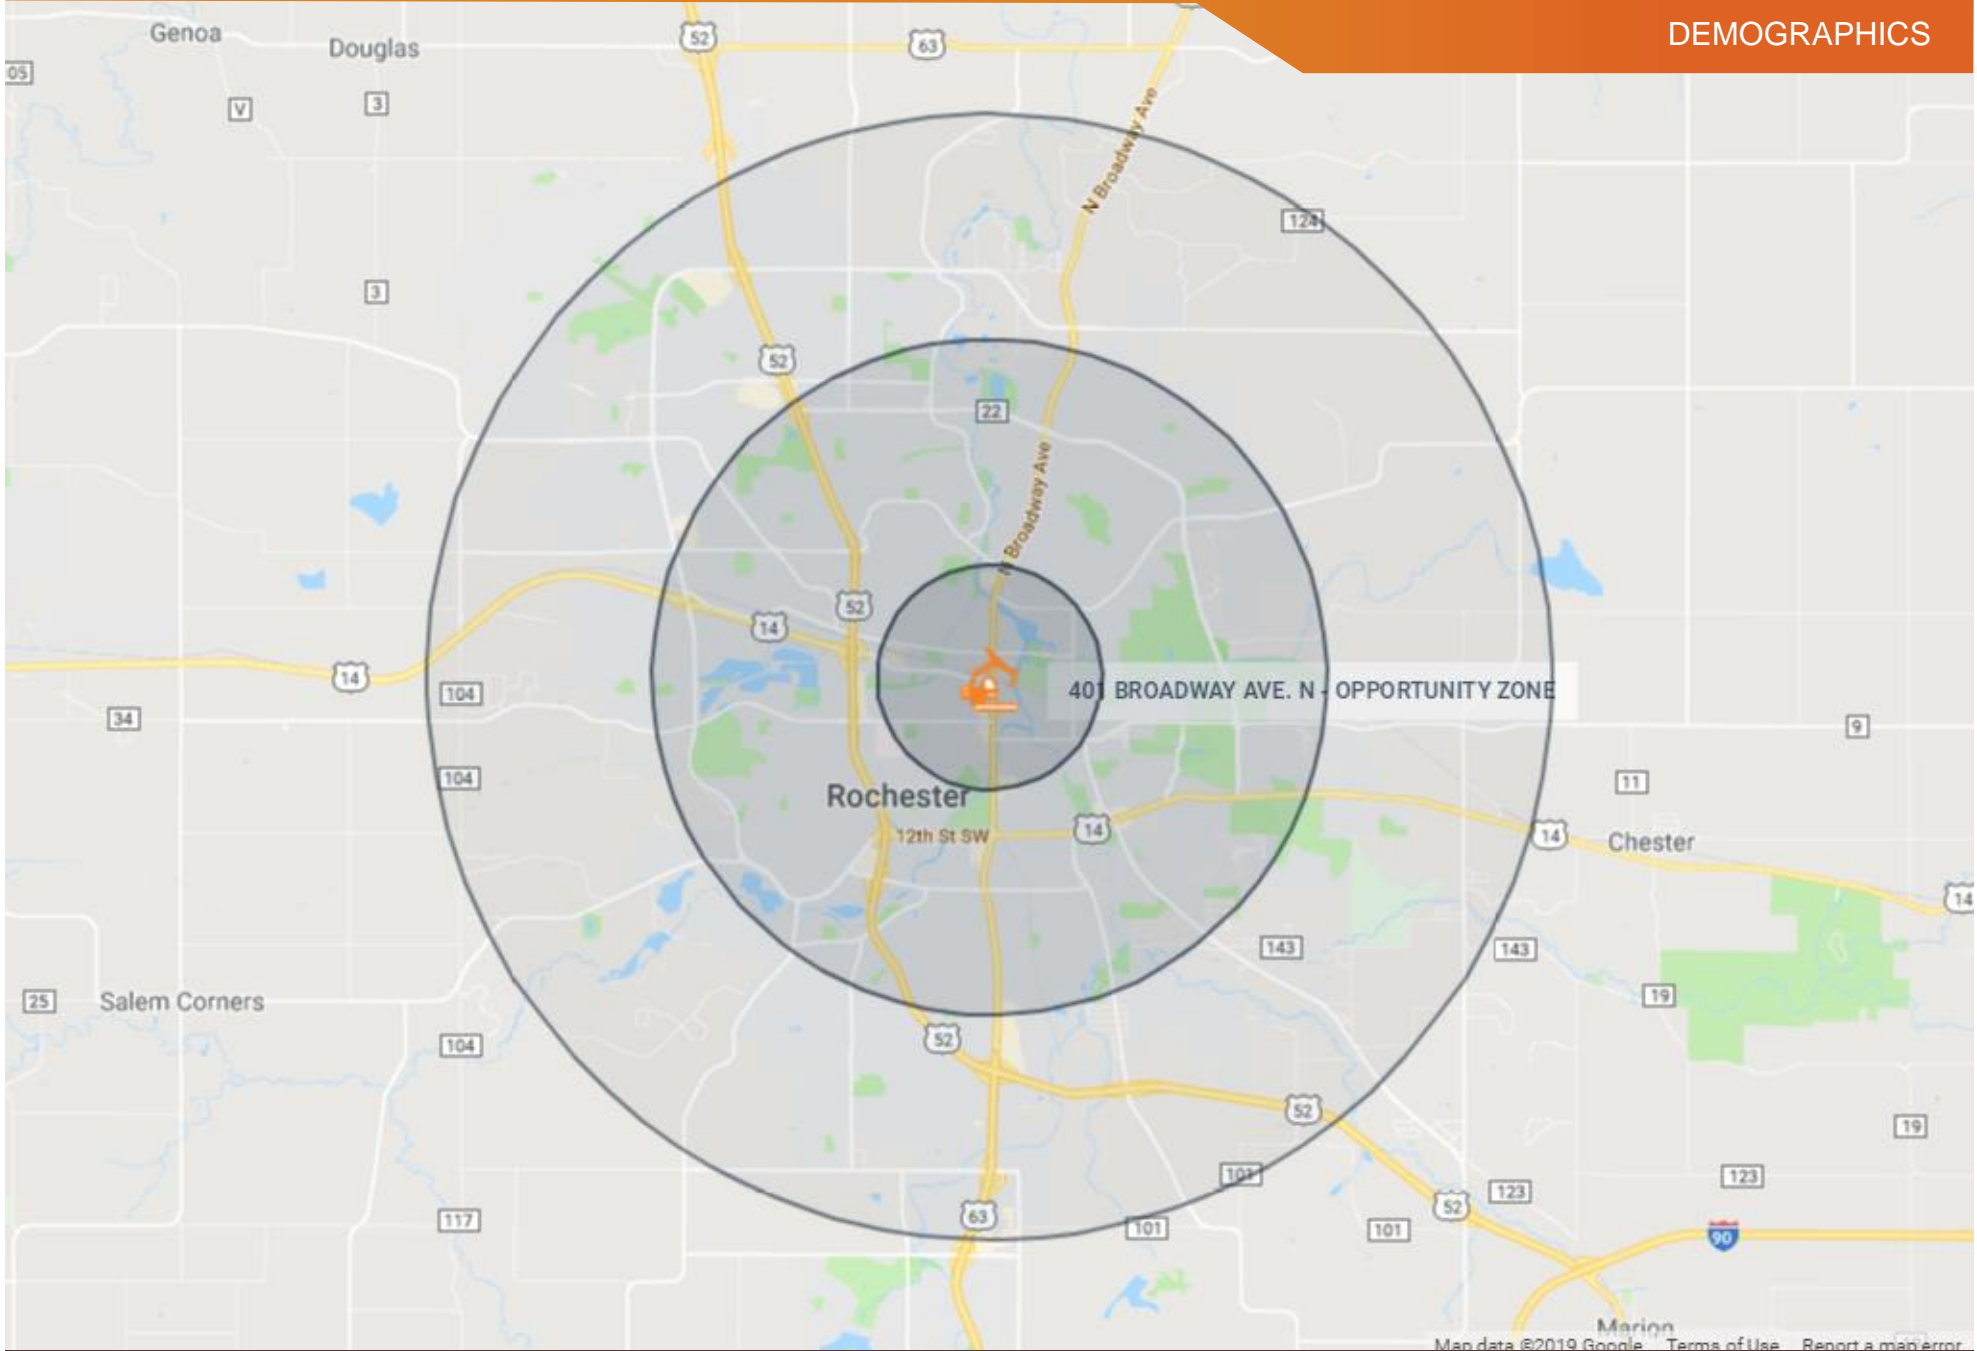 DEMOGRAPHICS
Genoa
Douglas
52
63
05
V
3
N Broadway Ave
124
3
52
22
N Broadway Ave
52
14
14
104
401 BROADWAY AVE. N - OPPORTUNITY ZONE
34
9
104
11
Rochester
12th St SW
14
14
Chester
14
143
143
25
Salem Corners
19
52
104
52
19
101
123
123
52
63
117
101
101
90
Marion
Map data ©2019 Google Terms of Use Report a map error